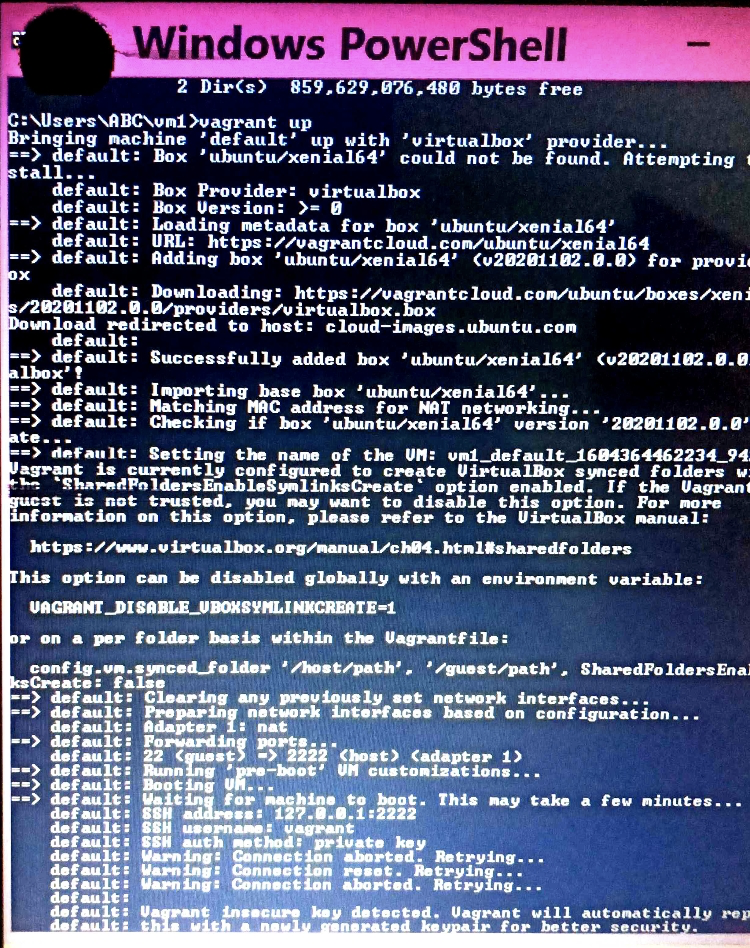 Windows PowerShell
2 Dir(s) 859,629,076,480 bytes free
C:\Users\ABC\vm1>vagrant up
Bringing machine 'default' up with 'virtualbox' provider...
==> default: Box 'ubuntu/xenial64' could not be found. Attempting t
stall...
default: Box Provider: virtualbox
default: Box Version: >= 0
==> default: Loading metadata for box 'ubuntu/xenial64'
default: URL: https://vagrantcloud.com/ubuntu/xenial64
==> default: Adding box 'ubuntu/xenial64' (v20201102.0.0) for provid
ox
default: Downloading: https://vagrantcloud.com/ubuntu/boxes/xeni
s/20201102.0.0/providers/virtualbox.box
Download redirected to host: cloud-images.ubuntu.com
default:
==> default: Successfully added box 'ubuntu/xenial64' (v20201102.0.0
albox'!
==> default: Importing base box 'ubuntu/xenial64'...
==> default: Matching MAC address for NAT networking...
==> default: Checking if box 'ubuntu/xenial64' version '20201102.0.0'
ate...
==> default: Setting the name of the VM: vm1_default_1604364462234_94
Vagrant is currently configured to create VirtualBox synced folders wi
the `SharedFoldersEnableSymlinksCreate` option enabled. If the Vagrant
guest is not trusted, you may want to disable this option. For more
information on this option, please refer to the VirtualBox manual:
https://www.virtualbox.org/manual/ch04.html#sharedfolders
This option can be disabled globally with an environment variable:
VAGRANT_DISABLE_VBOXSYMLINKCREATE=1
or on a per folder basis within the Vagrantfile:
config.vm.synced_folder '/host/path', '/guest/path', SharedFoldersEna
ksCreate: false
==> default: Clearing any previously set network interfaces...
==> default: Preparing network interfaces based on configuration...
default: Adapter 1: nat
==> default: Forwarding ports...
default: 22 (guest) => 2222 (host) (adapter 1)
==> default: Running 'pre-boot' VM customizations...
==> default: Booting VM...
==> default: Waiting for machine to boot. This may take a few minutes...
default: SSH address: 127.0.0.1:2222
default: SSH username: vagrant
default: SSH auth method: private key
default: Warning: Connection aborted. Retrying...
default: Warning: Connection reset. Retrying...
default: Warning: Connection aborted. Retrying...
default:
default: Vagrant insecure key detected. Vagrant will automatically rep
default: this with a newly generated keypair for better security.